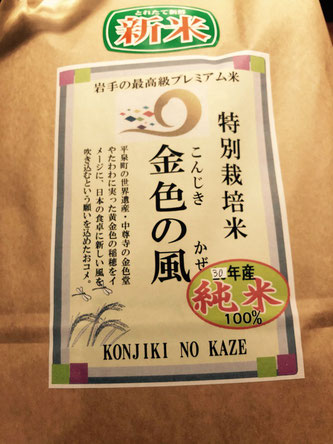 とれたて新鮮
新米
岩手の最高級プレミアム米
特別栽培米
こんじき かぜ
金色の風
平泉町の世界遺産・中尊寺の金色堂
やたわわに実った黄金色の稲穂をイ
メージに、日本の食卓に新しい風を
吹き込むという願いを込めたおコメ。
30年産
純米
100%
KONJIKI NO KAZE